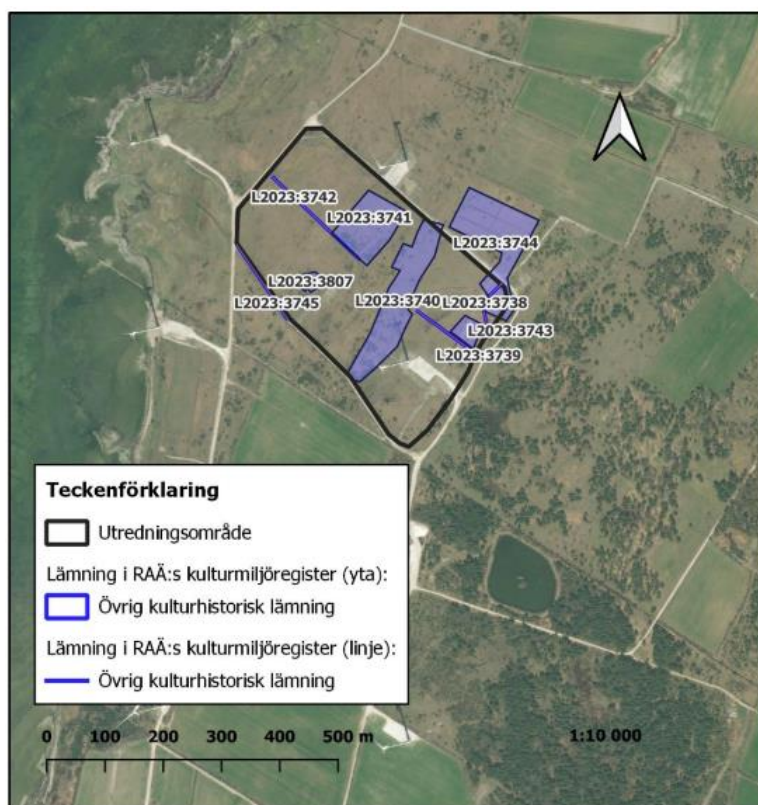 L2023:3742
L2023:3741
L2023:3744
L2023:3807
L2023:3745
L2023:3740
L2023:3738
L2023:3743
L2023:3739
Teckenförklaring
Utredningsområde
Lämning i RAÄ:s kulturmiljöregister (yta):
Övrig kulturhistorisk lämning
Lämning i RAÄ:s kulturmiljöregister (linje):
Övrig kulturhistorisk lämning
0 100 200 300 400 500 m
1:10 000